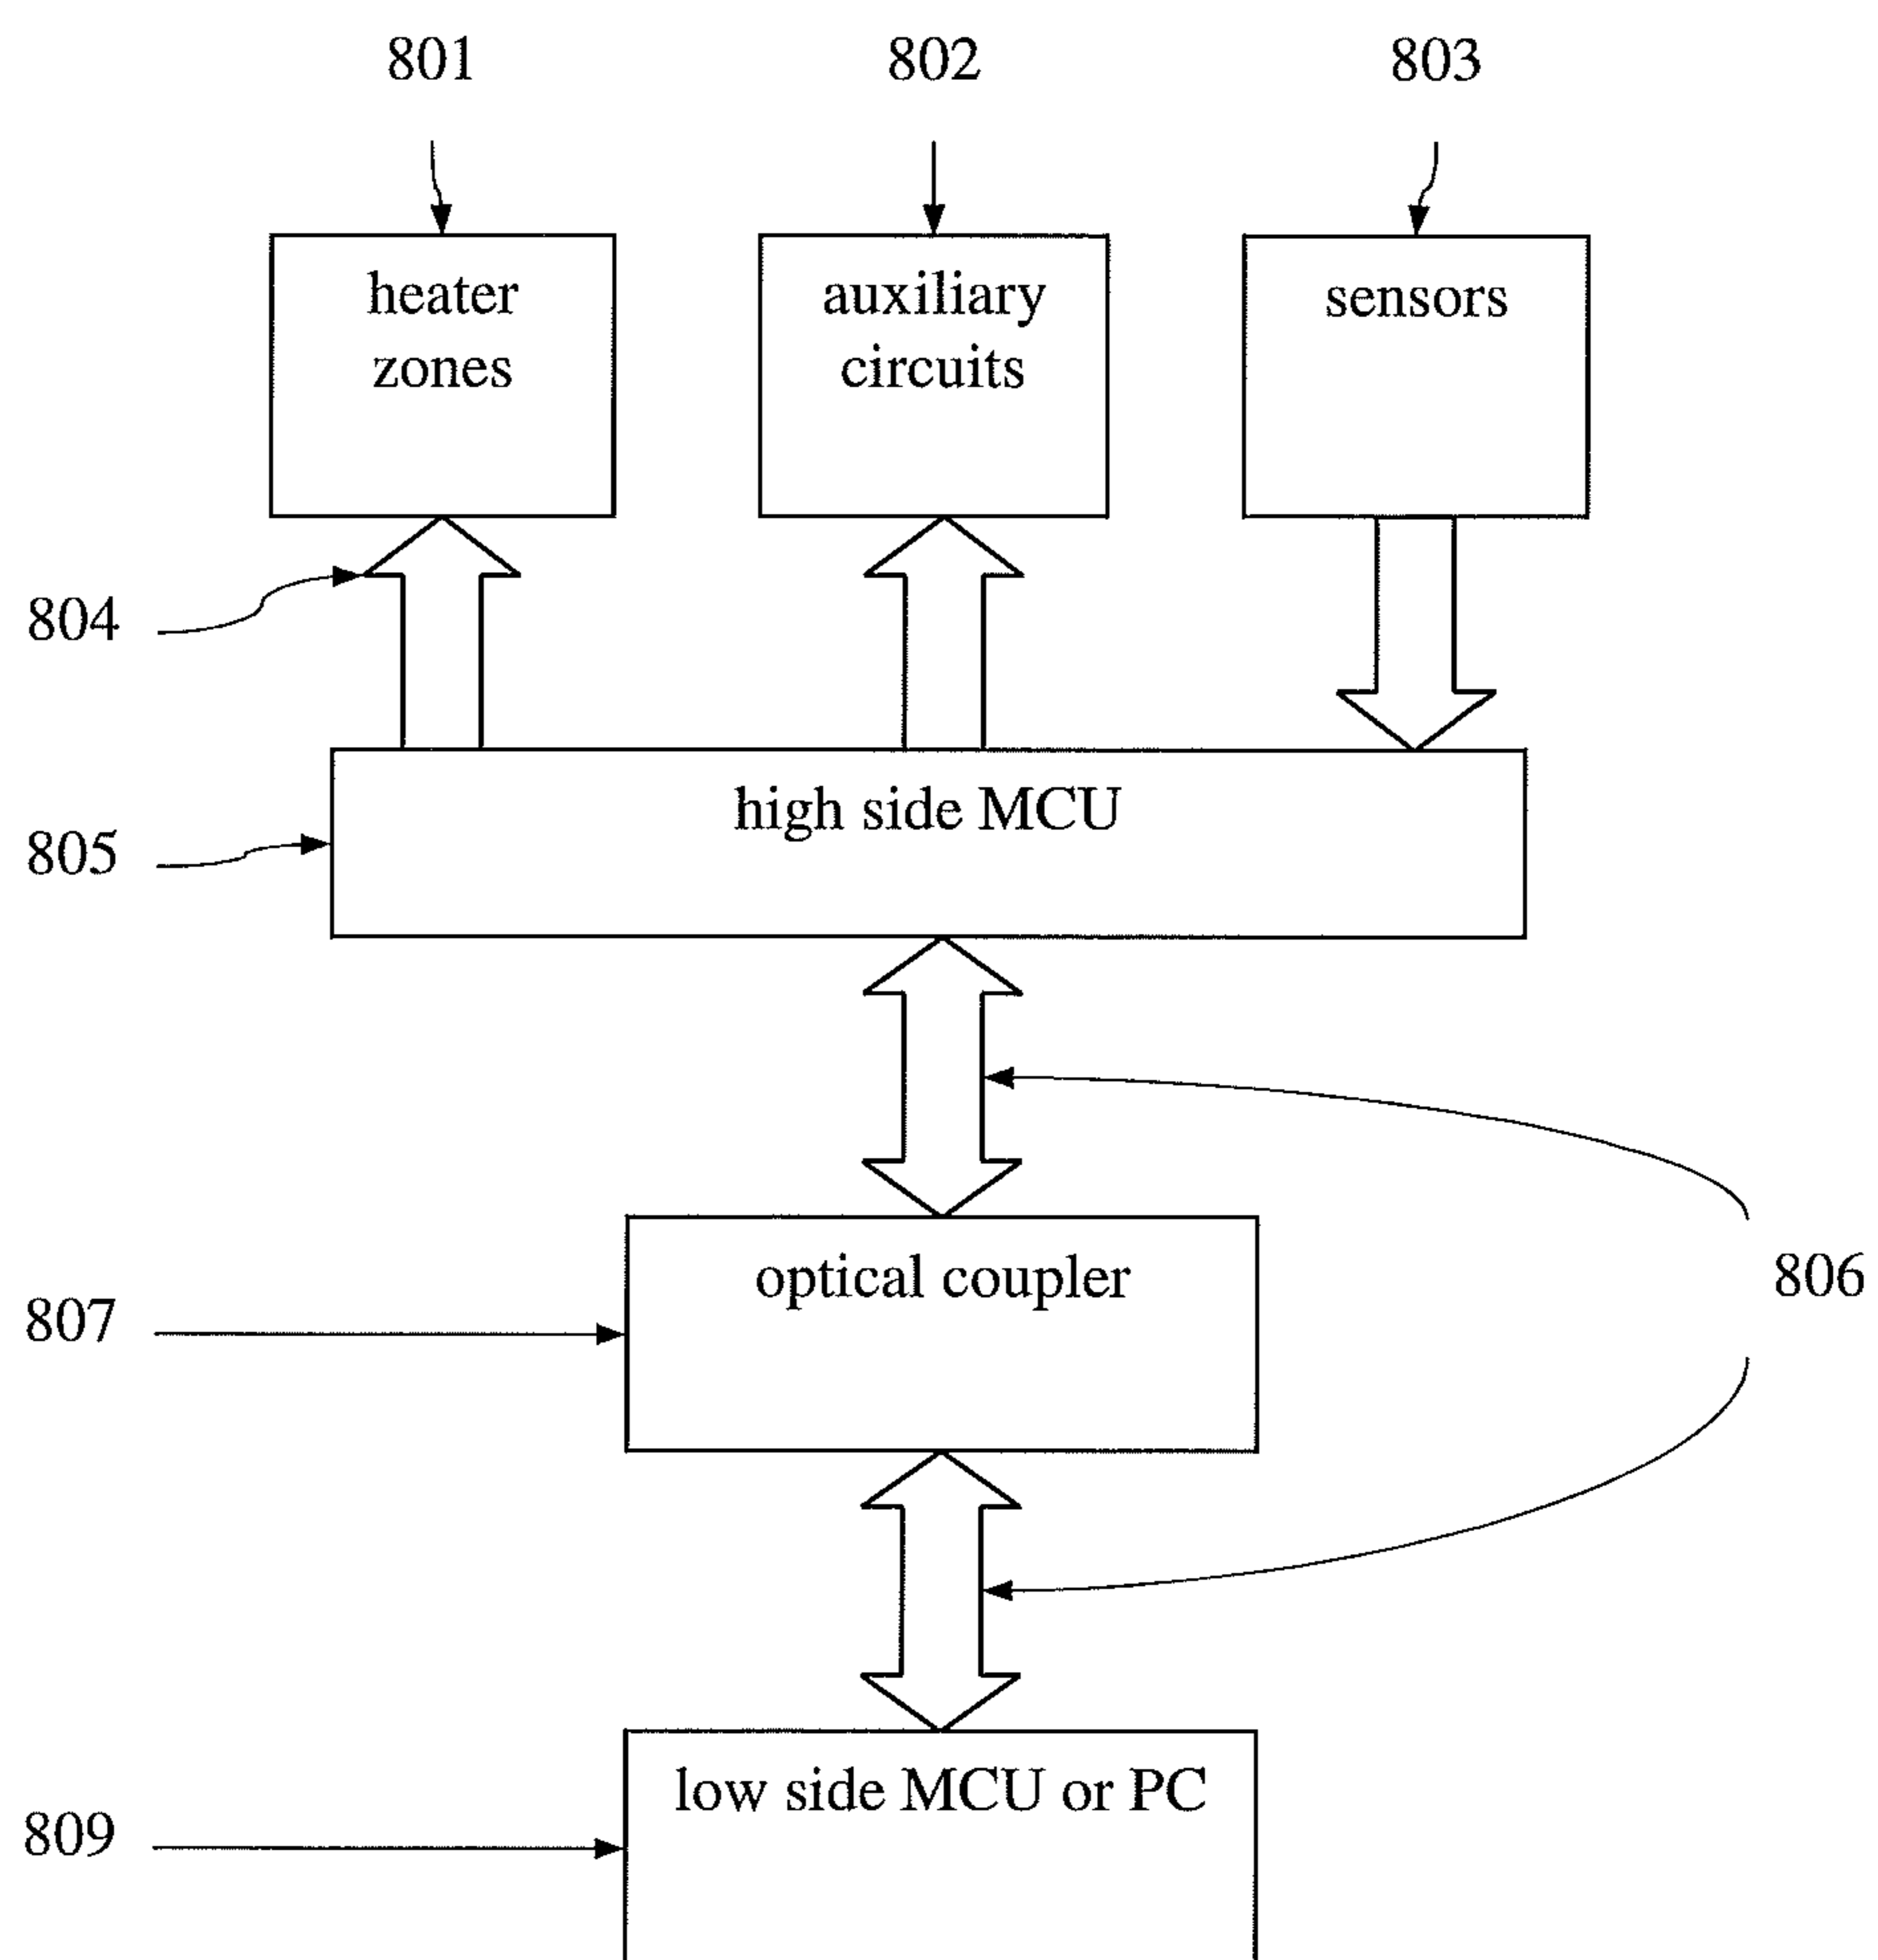 801
802
803
heater
zones
auxiliary
circuits
sensors
804
high side MCU
805
optical coupler
806
807
low side MCU or PC
809